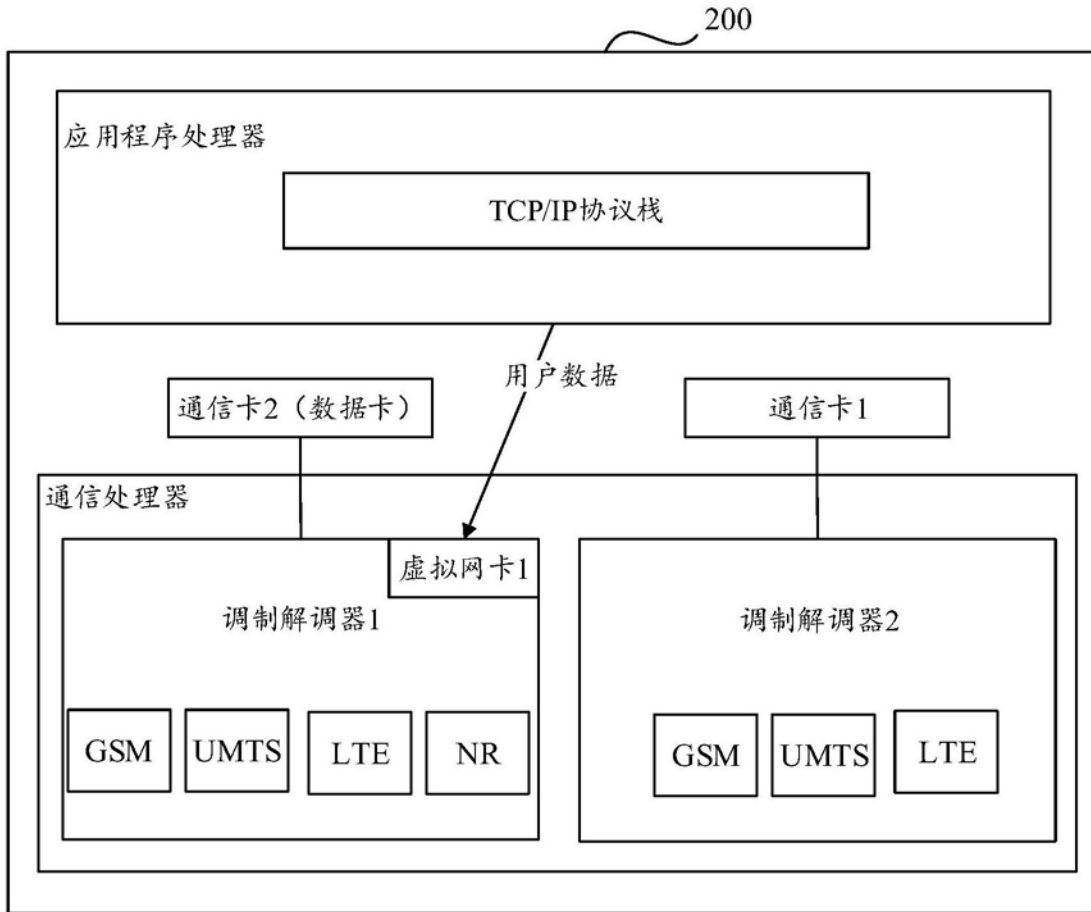 200
应用程序处理器
TCP/IP协议栈
用户数据
通信卡2（数据卡）
通信卡1
通信处理器
虚拟网卡1
调制解调器1
调制解调器2
GSM
UMTS
LTE
NR
GSM
UMTS
LTE